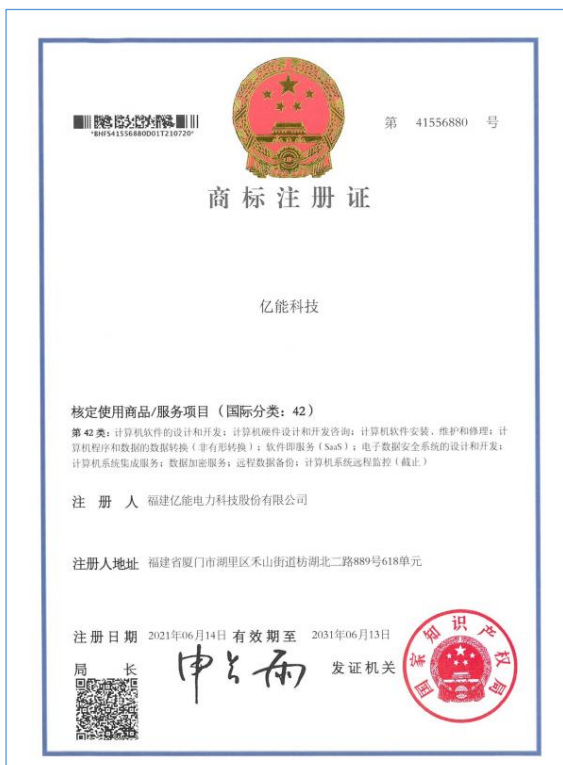 *BHFS41556880D01T210720*
第 41556880 号
商标注册证
亿能科技
核定使用商品/服务项目（国际分类：42）
第 42 类：计算机软件的设计和开发；计算机硬件设计和开发咨询；计算机软件安装、维护和修理；计
算机程序和数据的数据转换（非有形转换）；软件即服务（SaaS）；电子数据安全系统的设计和开发；
计算机系统集成服务；数据加密服务；远程数据备份；计算机系统远程监控（截止）
注 册 人 福建亿能电力科技股份有限公司
注册人地址 福建省厦门市湖里区禾山街道枋湖北二路889号618单元
注册日期 2021年06月14日 有效期至 2031年06月13日
局 长 申长雨 发证机关
国家知识产权局